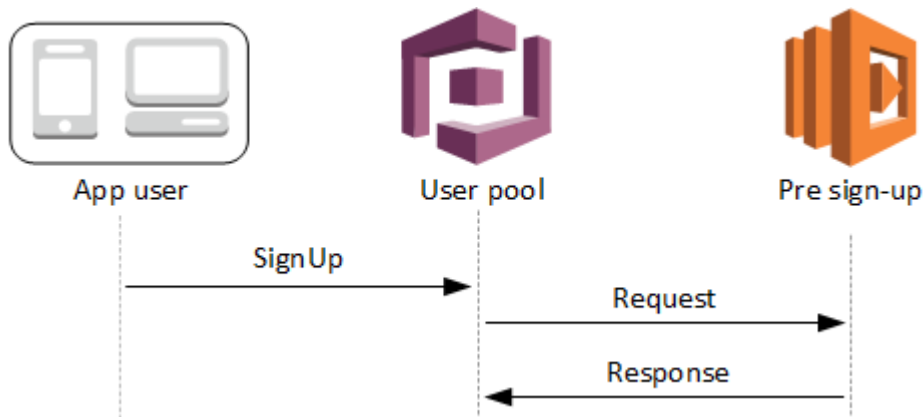 App user
User pool
Pre sign-up
SignUp
Request
Response